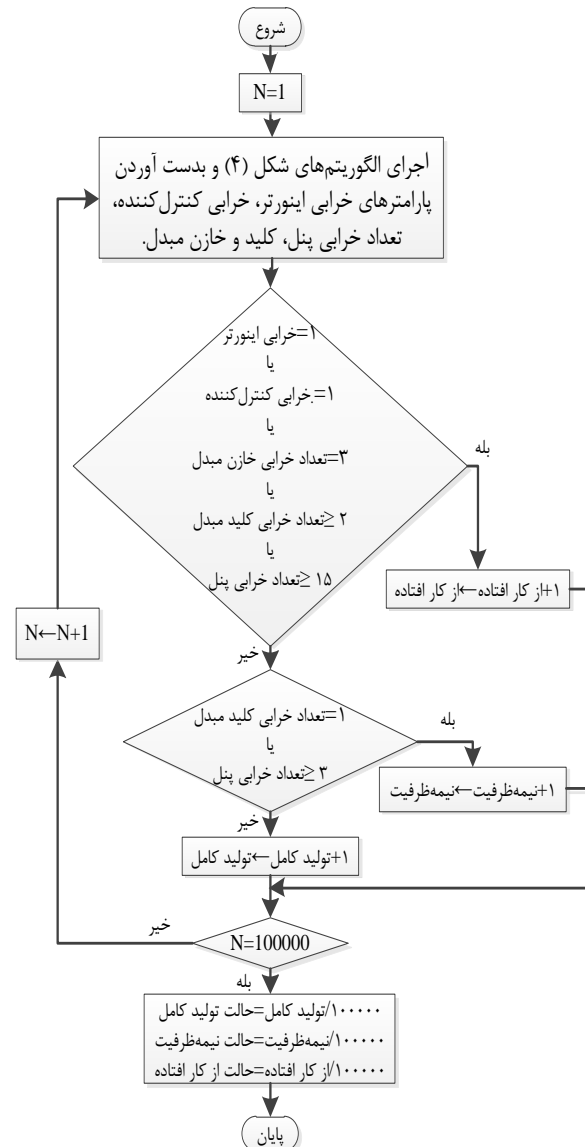 شروع
N=1
اجرای الگوریتم‌های شکل (۴) و بدست آوردن
پارامترهای خرابی اینورتر، خرابی کنترل‌کننده،
تعداد خرابی پنل، کلید و خازن مبدل.
خرابی اینورتر=۱
یا
خرابی کنترل‌کننده=۱
یا
تعداد خرابی خازن مبدل=۳
یا
تعداد خرابی کلید مبدل≥ ۲
یا
تعداد خرابی پنل≥ ۱۵
بله
از کار افتاده←از کار افتاده+۱
خیر
N←N+1
تعداد خرابی کلید مبدل=۱
یا
تعداد خرابی پنل≥ ۳
بله
نیمه‌ظرفیت←نیمه‌ظرفیت+۱
خیر
تولید کامل←تولید کامل+۱
N=100000
خیر
بله
حالت تولید کامل=تولید کامل/۱۰۰۰۰۰
حالت نیمه‌ظرفیت=نیمه‌ظرفیت/۱۰۰۰۰۰
حالت از کار افتاده=از کار افتاده/۱۰۰۰۰۰
پایان